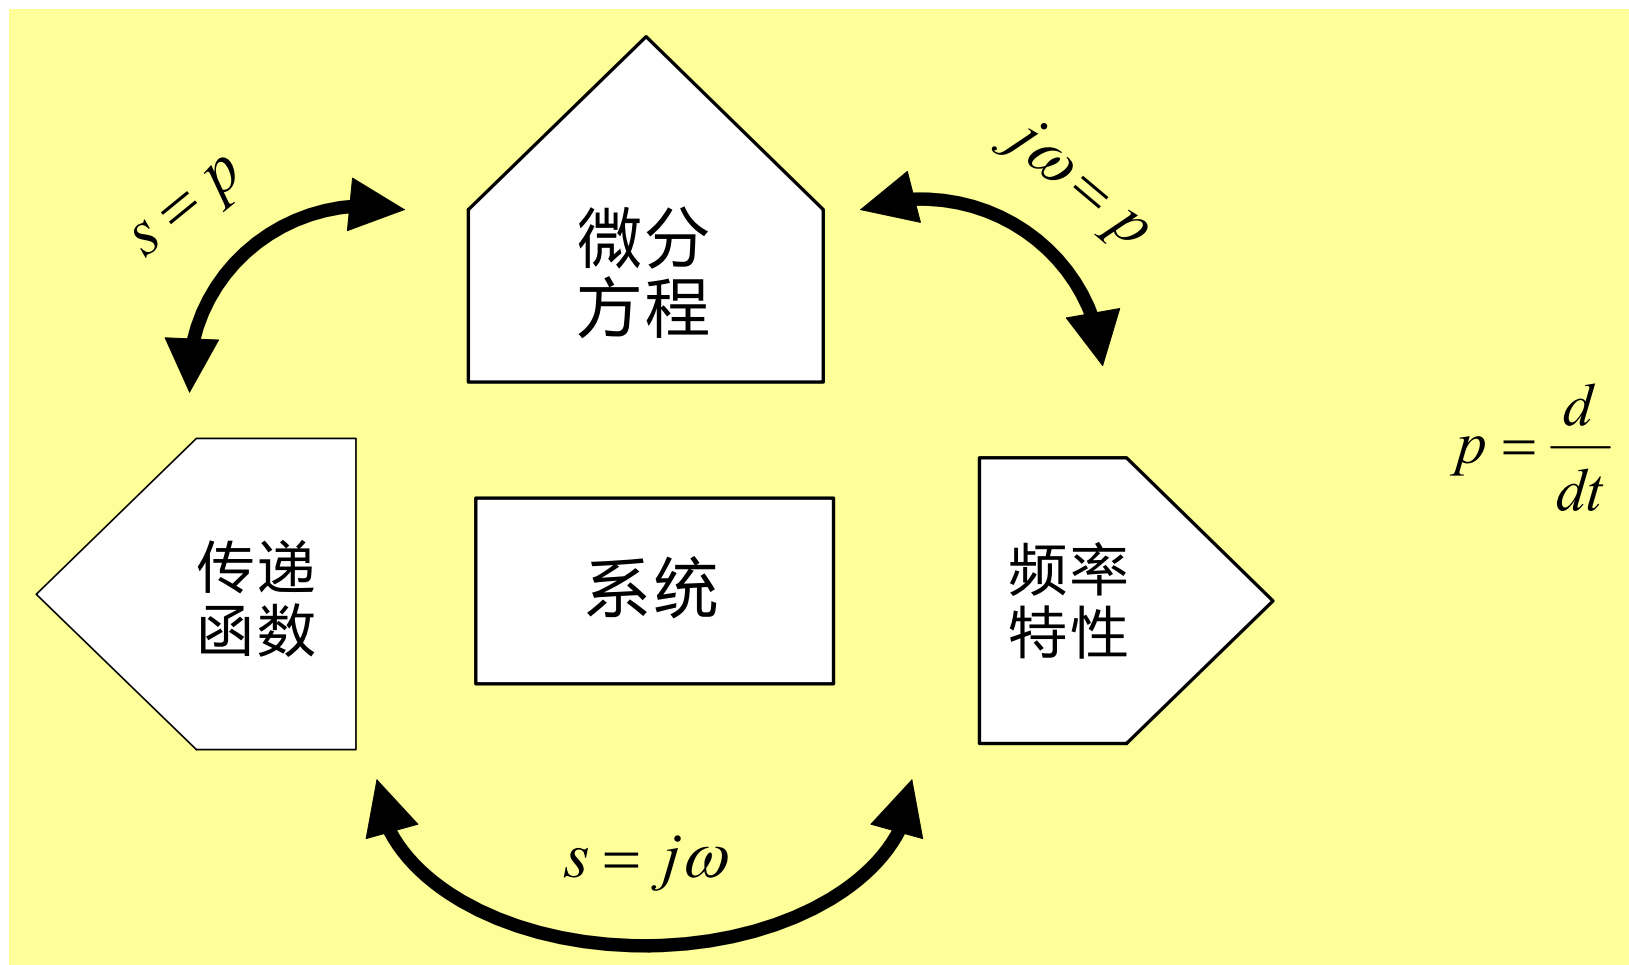 s = p
jω = p
微分
方程
p = d/dt
传递
函数
系统
频率
特性
s = jω